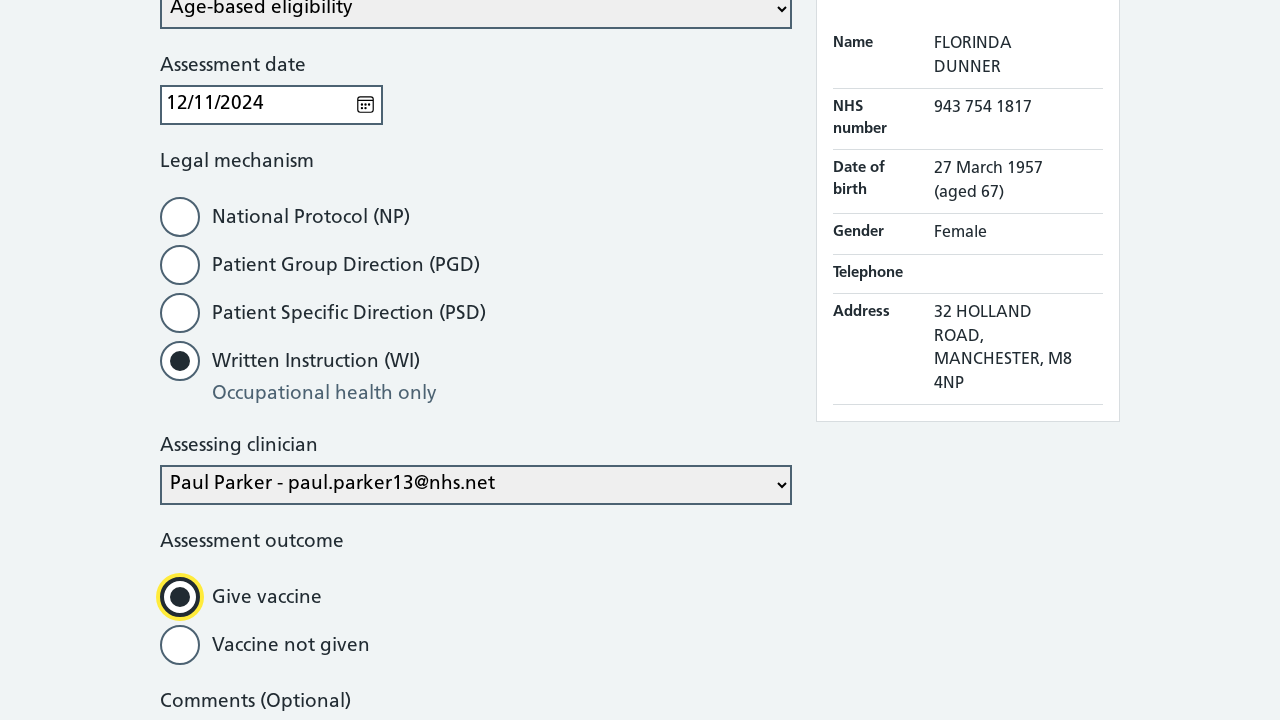 Age-based eligibility
Assessment date
12/11/2024
Legal mechanism
National Protocol (NP)
Patient Group Direction (PGD)
Patient Specific Direction (PSD)
Written Instruction (WI)
Occupational health only
Assessing clinician
Paul Parker - paul.parker13@nhs.net
Assessment outcome
Give vaccine
Vaccine not given
Comments (Optional)
Name
FLORINDA
DUNNER
NHS
number
943 754 1817
Date of
birth
27 March 1957
(aged 67)
Gender
Female
Telephone
Address
32 HOLLAND
ROAD,
MANCHESTER, M8
4NP